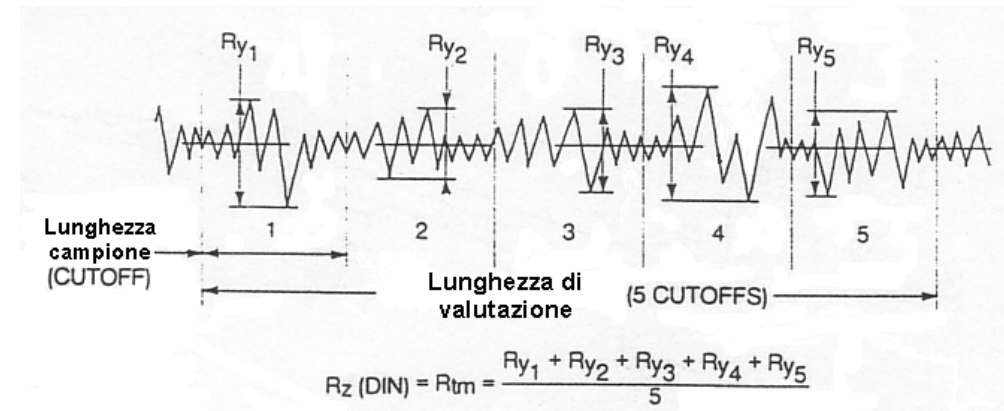 Ry1 Ry2 Ry3 Ry4 Ry5
1 2 3 4 5
Lunghezza
campione
(CUTOFF)
Lunghezza di
valutazione
(5 CUTOFFS)
Rz (DIN) = Rtm = Ry1 + Ry2 + Ry3 + Ry4 + Ry5
5